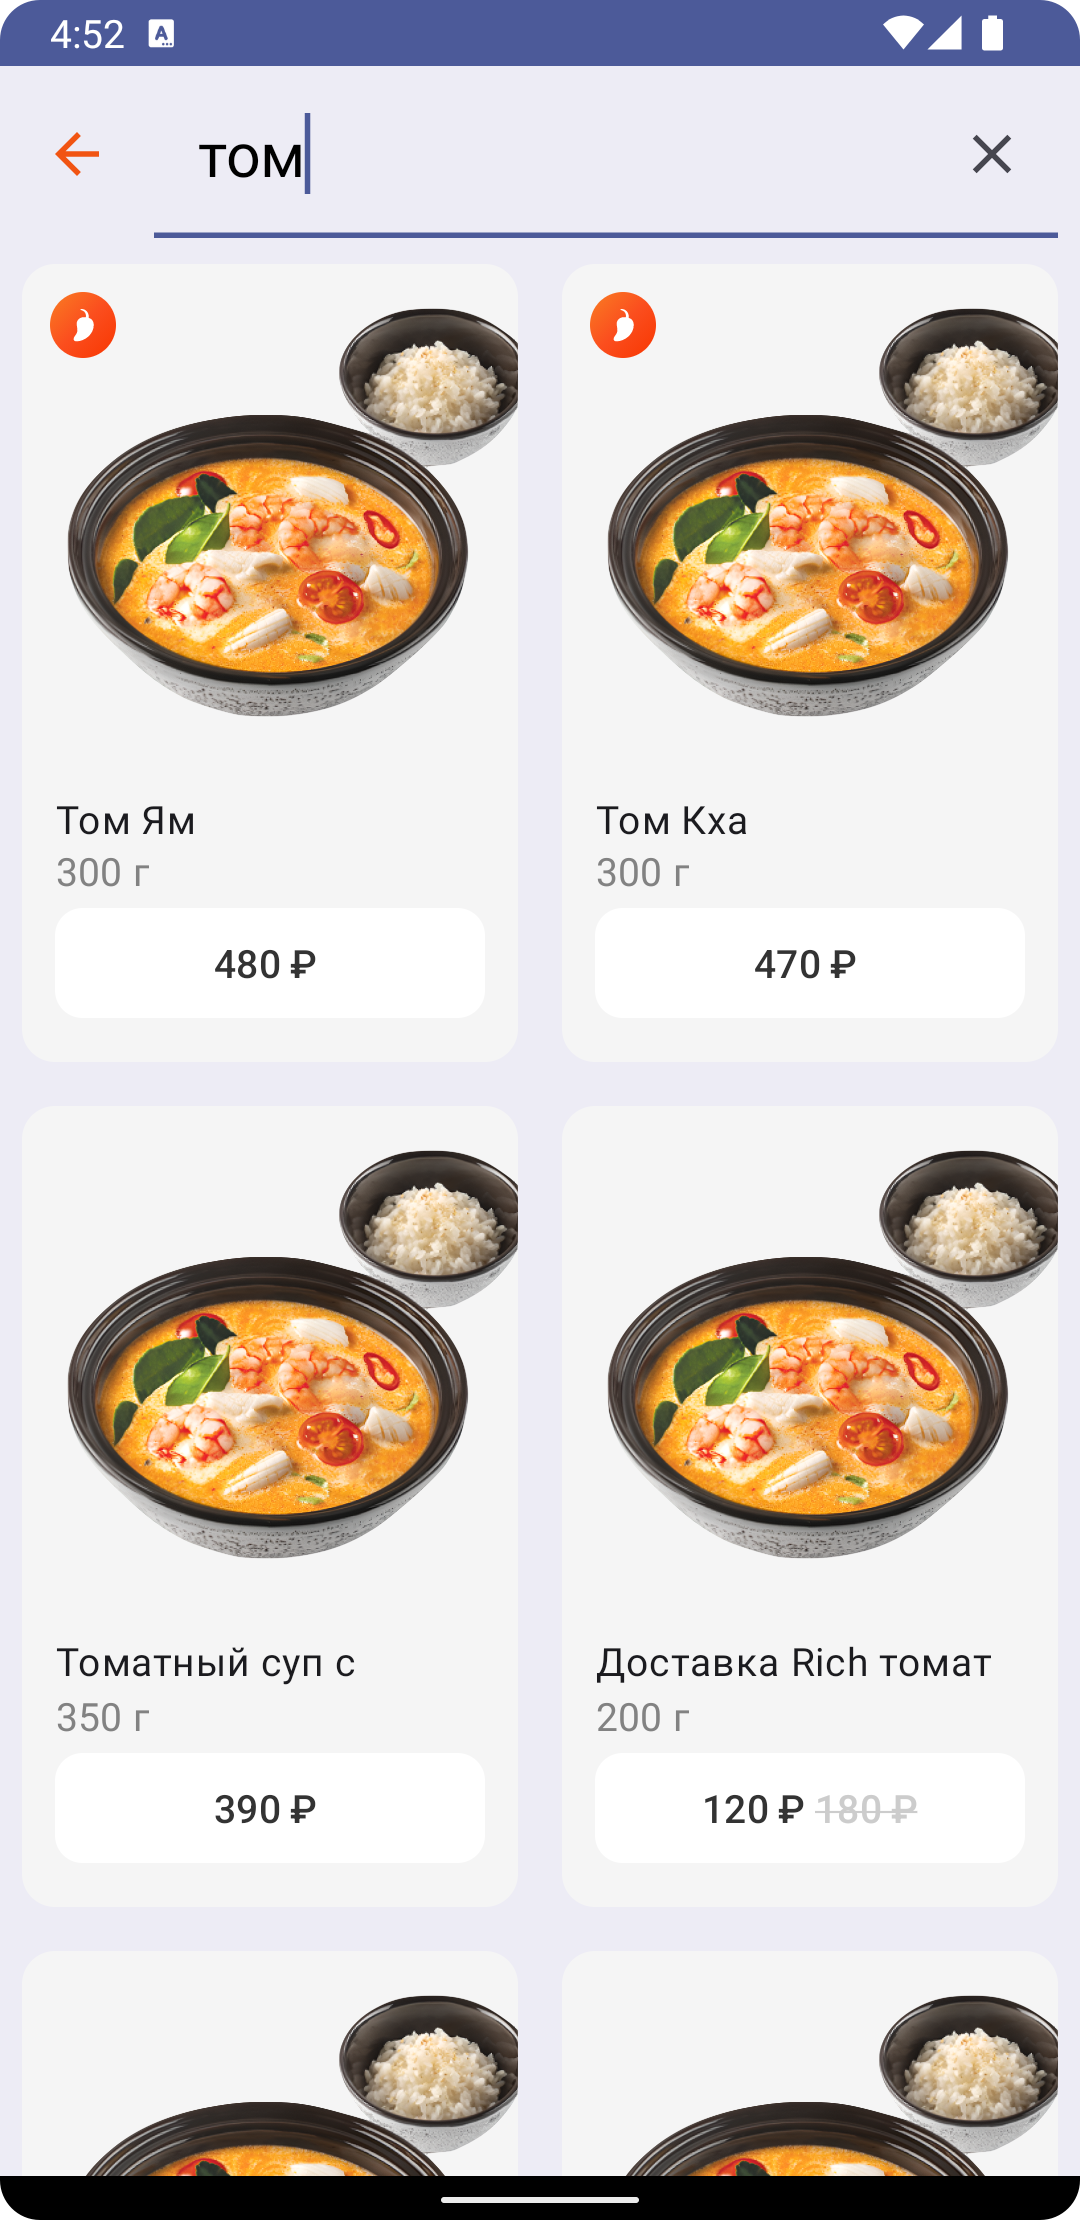 4:52
том
Том Ям
300 г
480 ₽
Том Кха
300 г
470 ₽
Томатный суп с
350 г
390 ₽
Доставка Rich томат
200 г
120 ₽ 180 ₽